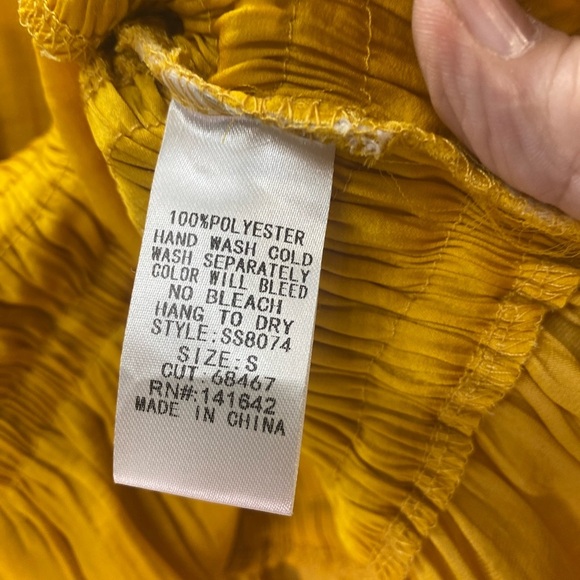 100%POLYESTER
HAND WASH COLD
WASH SEPARATELY
COLOR WILL BLEED
NO BLEACH
HANG TO DRY
STYLE:SS8074
SIZE:S
CUT:68467
RN#:141642
MADE IN CHINA